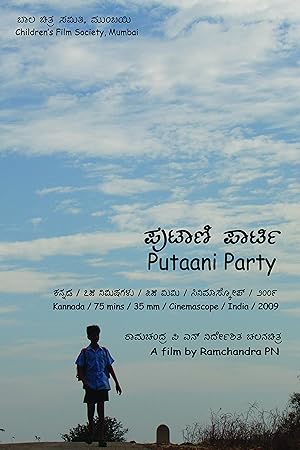 ಬಾಲ ಚಿತ್ರ ಸಮಿತಿ, ಮುಂಬಯಿ
Children's Film Society, Mumbai
ಪುಟಾಣಿ ಪಾರ್ಟಿ
Putaani Party
ಕನ್ನಡ / ೭೫ ನಿಮಿಷಗಳು / ೩೫ ಮಿಮಿ / ಸಿನಿಮಾಸ್ಕೋಪ್ / ೨೦೦೯
Kannada / 75 mins / 35 mm / Cinemascope / India / 2009
ರಾಮಚಂದ್ರ ಪಿ ಎನ್ ನಿರ್ದೇಶಿತ ಚಲನಚಿತ್ರ
A film by Ramchandra PN